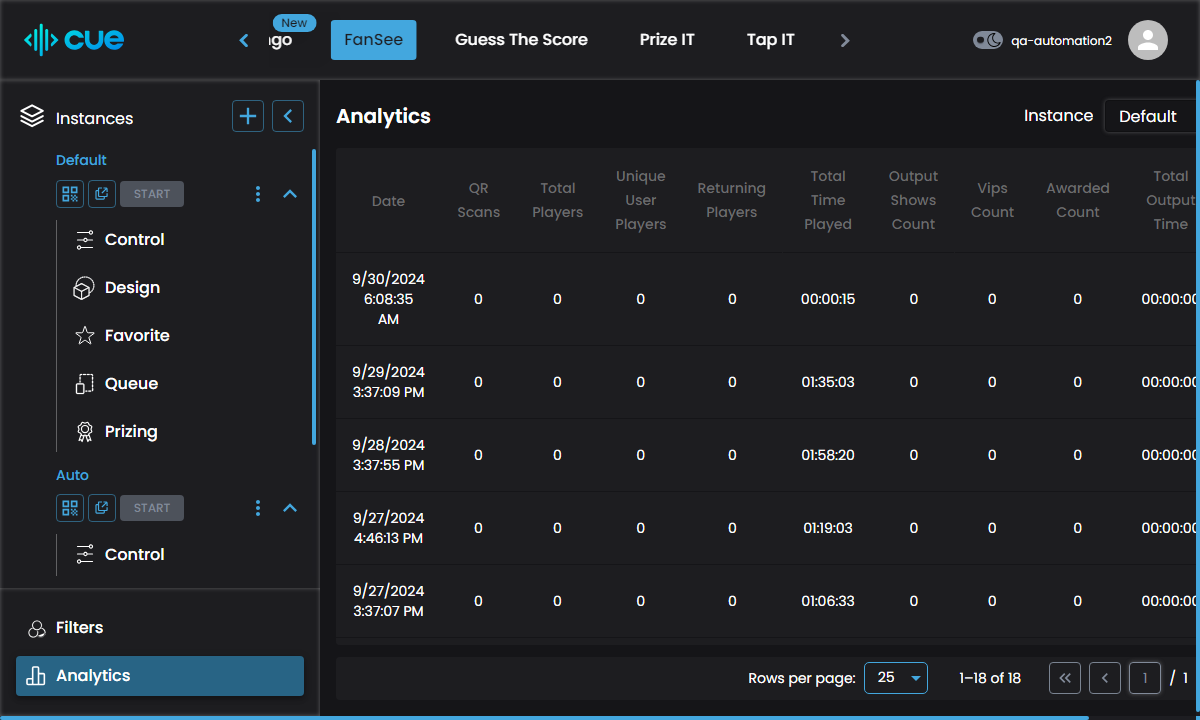 cue
New
FanSee
Guess The Score
Prize IT
Tap IT
qa-automation2
Instances
Default
START
Control
Design
Favorite
Queue
Prizing
Auto
START
Control
Filters
Analytics
Analytics
Instance Default
Date
QR Scans
Total Players
Unique User Players
Returning Players
Total Time Played
Output Shows Count
Vips Count
Awarded Count
Total Output Time
9/30/2024
6:08:35
AM
0 0 0 0 00:00:15 0 0 0 00:00:00
9/29/2024
3:37:09 PM
0 0 0 0 01:35:03 0 0 0 00:00:00
9/28/2024
3:37:55 PM
0 0 0 0 01:58:20 0 0 0 00:00:00
9/27/2024
4:46:13 PM
0 0 0 0 01:19:03 0 0 0 00:00:00
9/27/2024
3:37:07 PM
0 0 0 0 01:06:33 0 0 0 00:00:00
Rows per page: 25 1–18 of 18 1 / 1